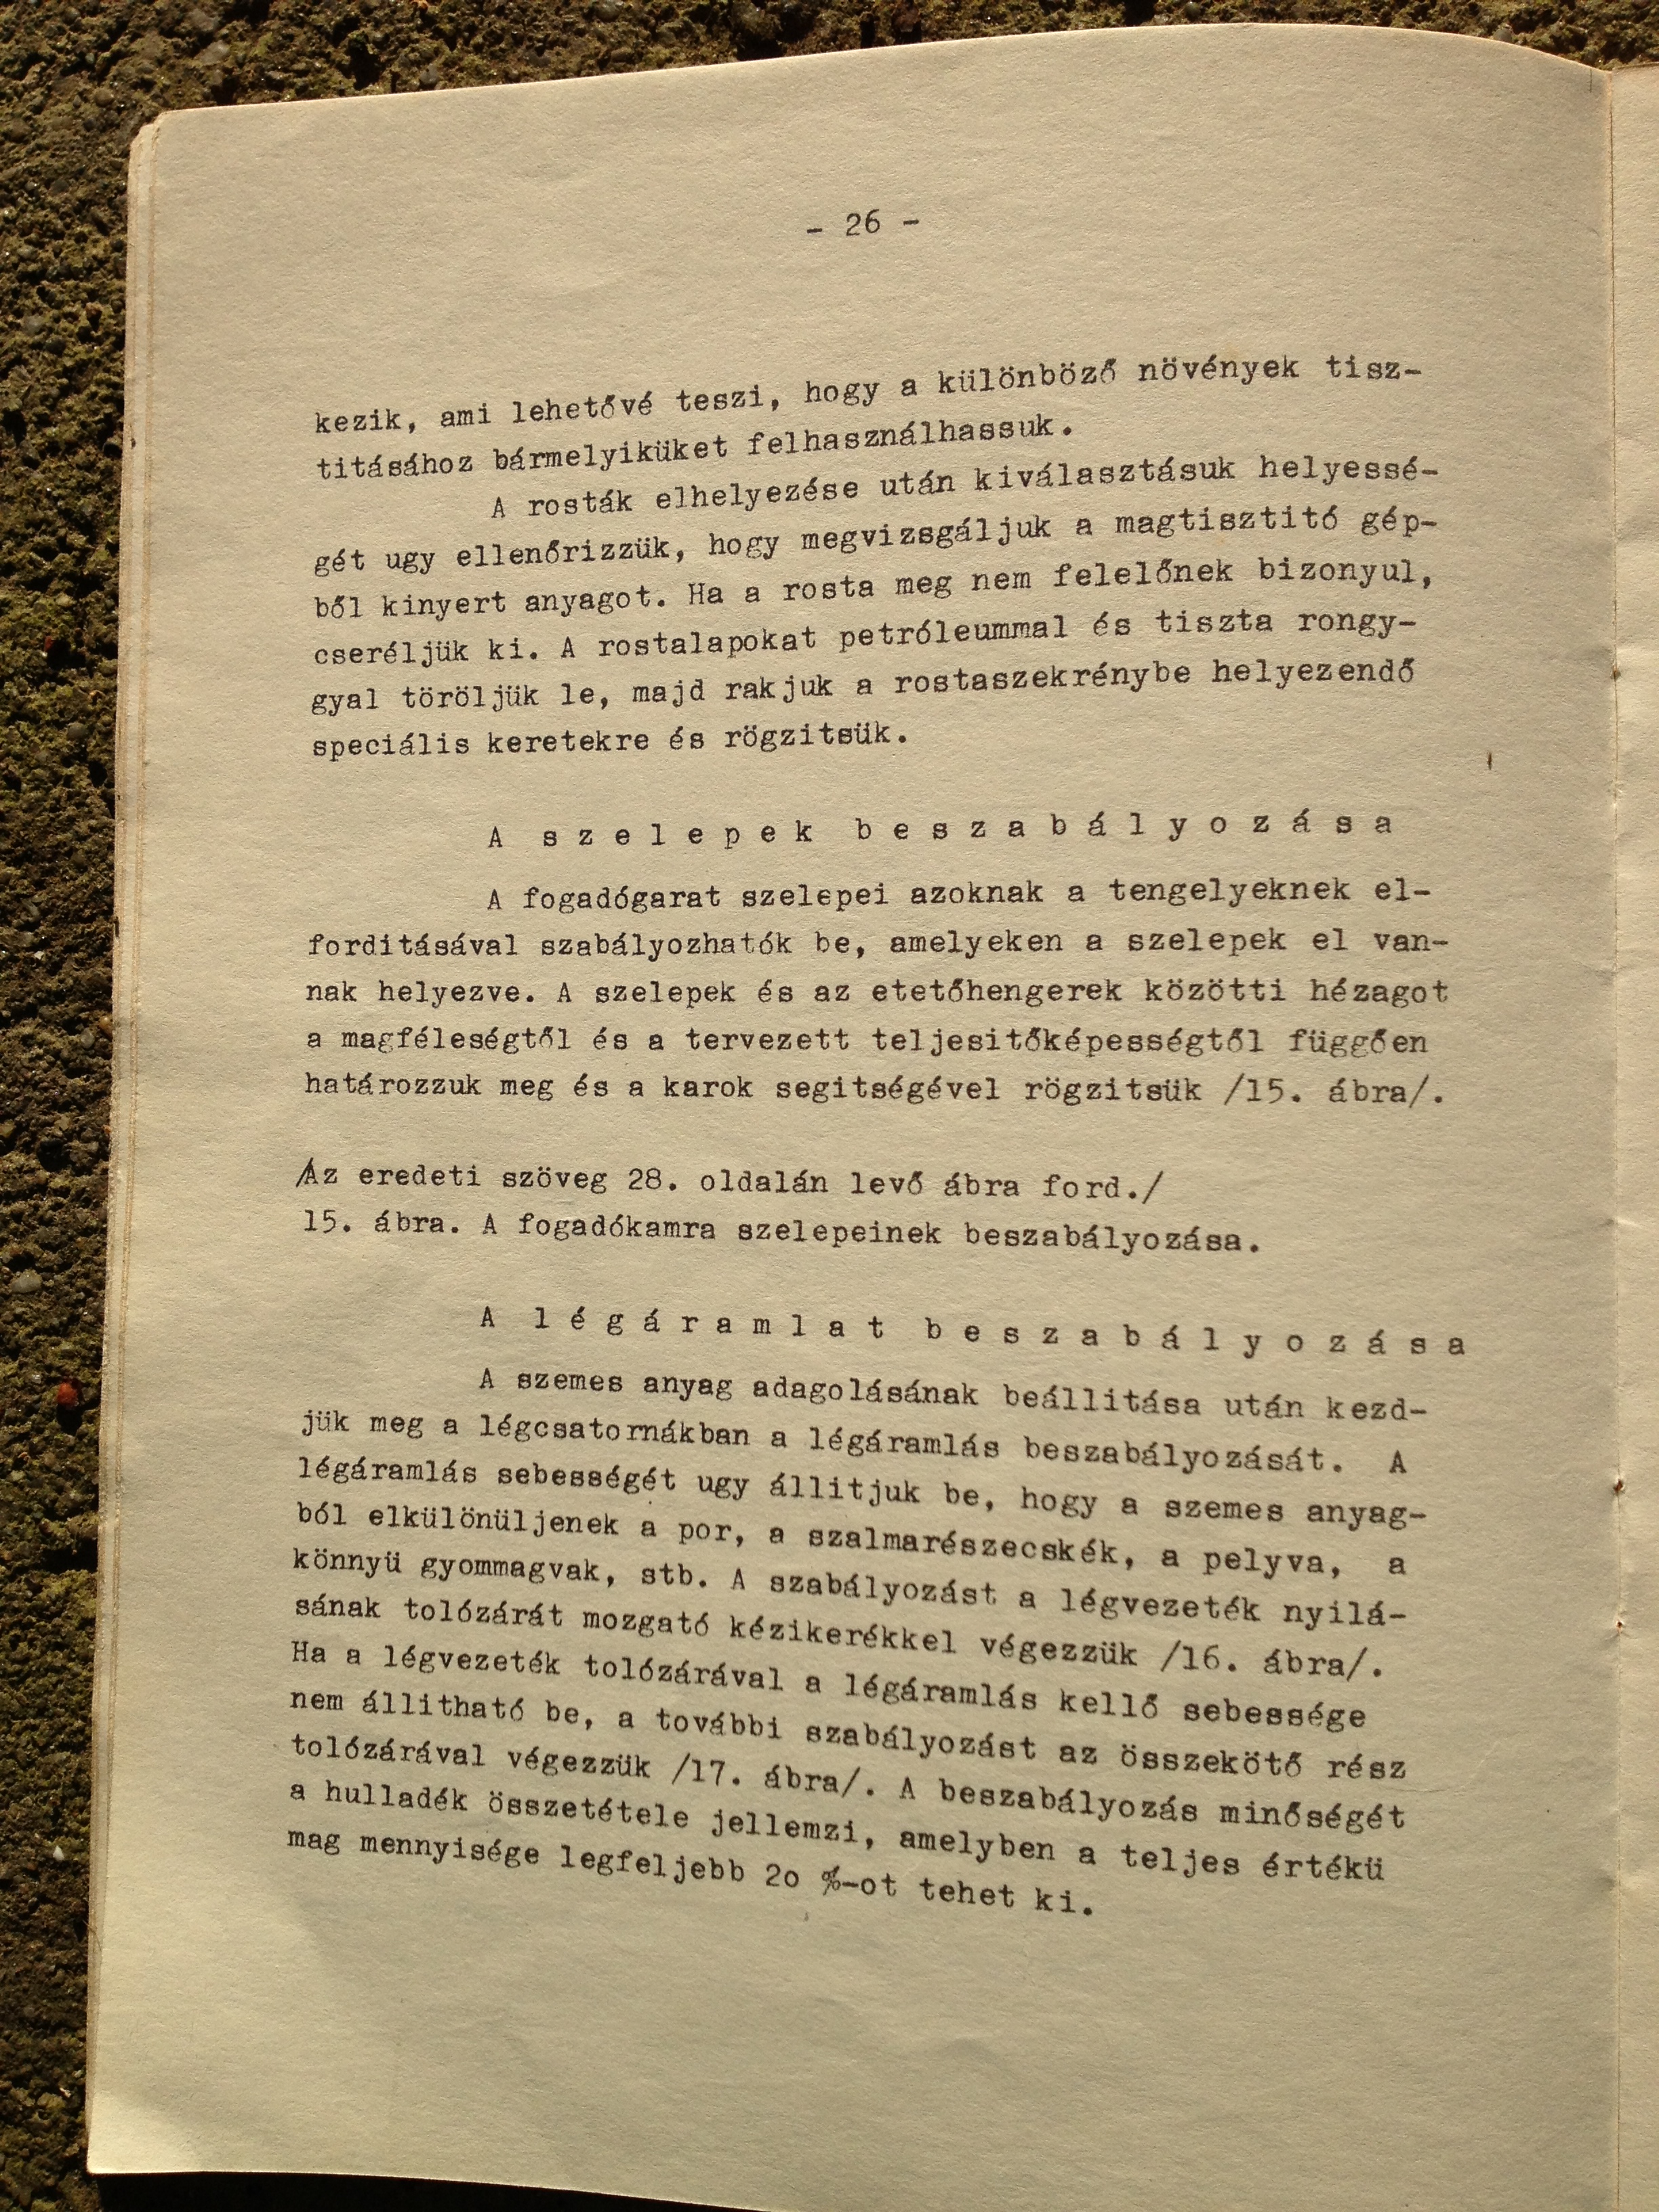 - 26 -
kezik, ami lehetővé teszi, hogy a különböző növények tisz-
titásához bármelyiküket felhasználhassuk.
A rosták elhelyezése után kiválasztásuk helyessé-
gét ugy ellenőrizzük, hogy megvizsgáljuk a magtisztitó gép-
ből kinyert anyagot. Ha a rosta meg nem felelőnek bizonyul,
cseréljük ki. A rostalapokat petróleummal és tiszta rongy-
gyal töröljük le, majd rakjuk a rostaszekrénybe helyezendő
speciális keretekre és rögzitsük.
A szelepek beszabályozása
A fogadógarat szelepei azoknak a tengelyeknek el-
forditásával szabályozhatók be, amelyeken a szelepek el van-
nak helyezve. A szelepek és az etetőhengerek közötti hézagot
a magféleségtől és a tervezett teljesitőképességtől függően
határozzuk meg és a karok segitségével rögzitsük /15. ábra/.
/Az eredeti szöveg 28. oldalán levő ábra ford./
15. ábra. A fogadókamra szelepeinek beszabályozása.
A légáramlat beszabályozása
A szemes anyag adagolásának beállitása után kezd-
jük meg a légcsatornákban a légáramlás beszabályozását. A
légáramlás sebességét ugy állitjuk be, hogy a szemes anyag-
ból elkülönüljenek a por, a szalmarészecskék, a pelyva, a
könnyü gyommagvak, stb. A szabályozást a légvezeték nyilá-
sának tolózárát mozgató kézikerékkel végezzük /16. ábra/.
Ha a légvezeték tolózárával a légáramlás kellő sebessége
nem állitható be, a további szabályozást az összekötő rész
tolózárával végezzük /17. ábra/. A beszabályozás minőségét
a hulladék összetétele jellemzi, amelyben a teljes értékü
mag mennyisége legfeljebb 2o %-ot tehet ki.